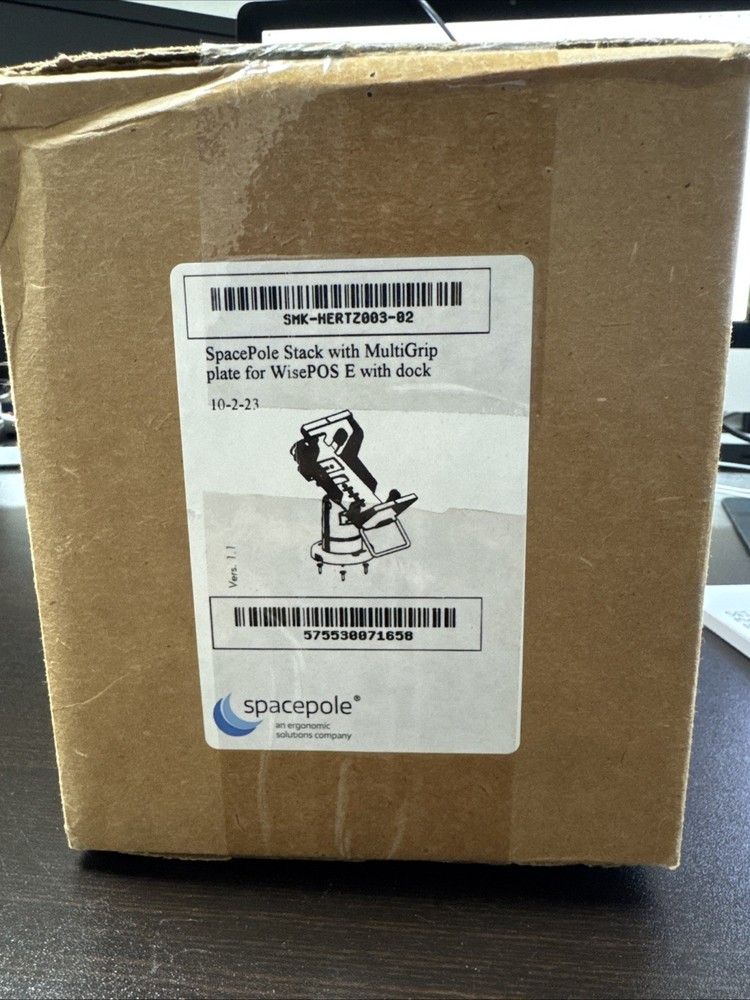 SMK-HERTZ003-02
SpacePole Stack with MultiGrip
plate for WisePOS E with dock
10-2-23
Vers. 1.1
575530071658
spacepole®
an ergonomic
solutions company